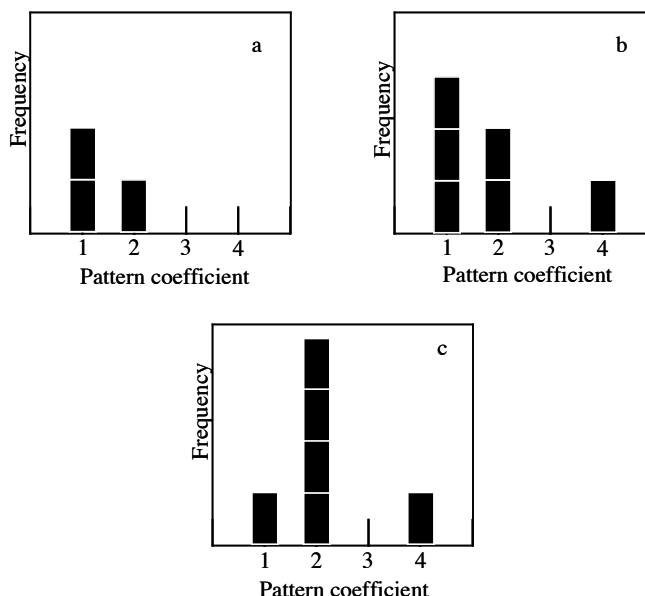 a
Frequency
1 2 3 4
Pattern coefficient
b
Frequency
1 2 3 4
Pattern coefficient
c
Frequency
1 2 3 4
Pattern coefficient